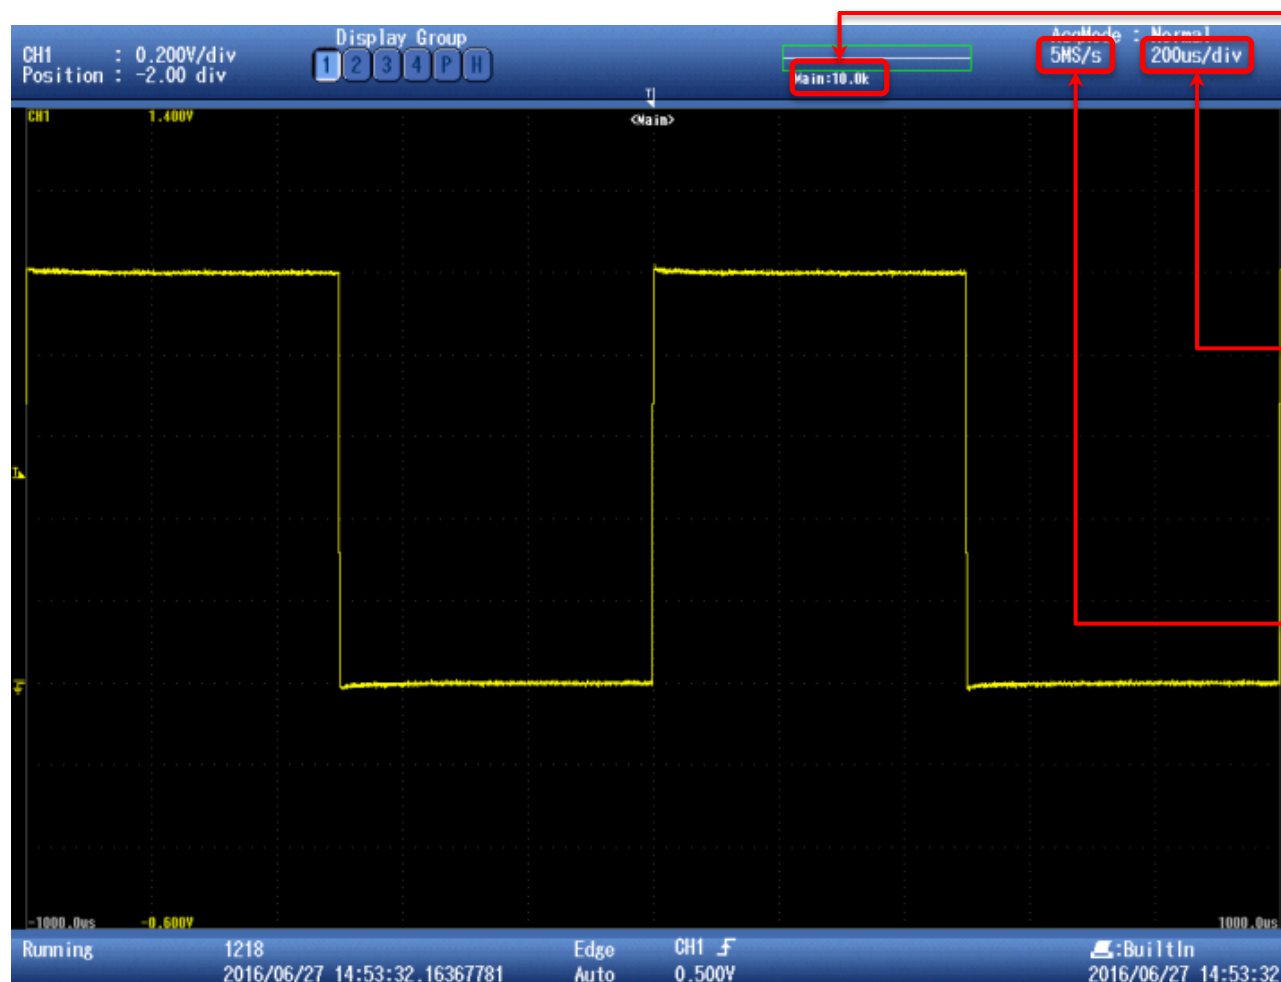 CH1 : 0.200V/div
Position : -2.00 div
Display Group
1 2 3 4 P H
Main:10.0k
AcqMode : Normal
5MS/s 200us/div
T
CH1 1.400V
<Main>
T
-1000.0us -0.600V
1000.0us
Running 1218 Edge CH1 :BuiltIn
2016/06/27 14:53:32.16367781 Auto 0.500V 2016/06/27 14:53:32